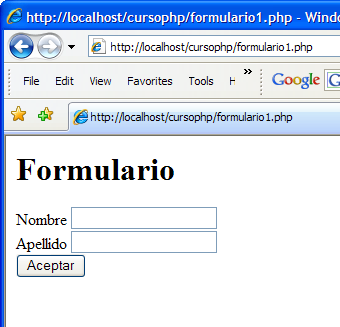 http://localhost/cursophp/formulario1.php - Windo
http://localhost/cursophp/formulario1.php
File Edit View Favorites Tools H » Google G
http://localhost/cursophp/formulario1.php
Formulario
Nombre
Apellido
Aceptar